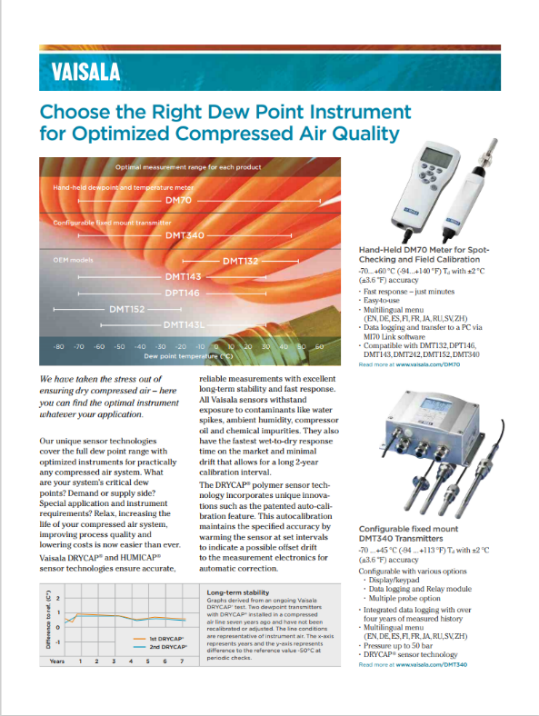 VAISALA
Choose the Right Dew Point Instrument
for Optimized Compressed Air Quality
Optimal measurement range for each product
Hand-held dewpoint and temperature meter
DM70
Configurable fixed mount transmitter
DMT340
OEM models
DMT132
DMT143
DPT146
DMT152
DMT143L
-80 -70 -60 -50 -40 -30 -20 -10 0 10 20 30 40 50 60
Dew point temperature (°C)
We have taken the stress out of
ensuring dry compressed air – here
you can find the optimal instrument
whatever your application.
Our unique sensor technologies
cover the full dew point range with
optimized instruments for practically
any compressed air system. What
are your system's critical dew
points? Demand or supply side?
Special application and instrument
requirements? Relax, increasing the
life of your compressed air system,
improving process quality and
lowering costs is now easier than ever.
Vaisala DRYCAP® and HUMICAP®
sensor technologies ensure accurate,
reliable measurements with excellent
long-term stability and fast response.
All Vaisala sensors withstand
exposure to contaminants like water
spikes, ambient humidity, compressor
oil and chemical impurities. They also
have the fastest wet-to-dry response
time on the market and minimal
drift that allows for a long 2-year
calibration interval.
The DRYCAP® polymer sensor tech-
nology incorporates unique innova-
tions such as the patented auto-cali-
bration feature. This autocalibration
maintains the specified accuracy by
warming the sensor at set intervals
to indicate a possible offset drift
to the measurement electronics for
automatic correction.
Difference to ref. (C°)
2
1
0
-1
1st DRYCAP®
2nd DRYCAP®
Years 1 2 3 4 5 6 7
Long-term stability
Graphs derived from an ongoing Vaisala
DRYCAP® test. Two dewpoint transmitters
with DRYCAP® installed in a compressed
air line seven years ago and have not been
recalibrated or adjusted. The line conditions
are representative of instrument air. The x-axis
represents years and the y-axis represents
difference to the reference value -50°C at
periodic checks.
Hand-Held DM70 Meter for Spot-
Checking and Field Calibration
-70...+60 °C (-94...+140 °F) Td with ±2 °C
(±3.6 °F) accuracy
· Fast response – just minutes
· Easy-to-use
· Multilingual menu
(EN, DE, ES, FI, FR, JA, RU, SV, ZH)
· Data logging and transfer to a PC via
MI70 Link software
· Compatible with DMT132, DPT146,
DMT143, DMT242, DMT152, DMT340
Read more at www.vaisala.com/DM70
Configurable fixed mount
DMT340 Transmitters
-70 ...+45 °C (-94 ... +113 °F) Td with ±2 °C
(±3.6 °F) accuracy
Configurable with various options
· Display/keypad
· Data logging and Relay module
· Multiple probe option
· Integrated data logging with over
four years of measured history
· Multilingual menu
(EN, DE, ES, FI, FR, JA, RU, SV, ZH)
· Pressure up to 50 bar
· DRYCAP® sensor technology
Read more at www.vaisala.com/DMT340